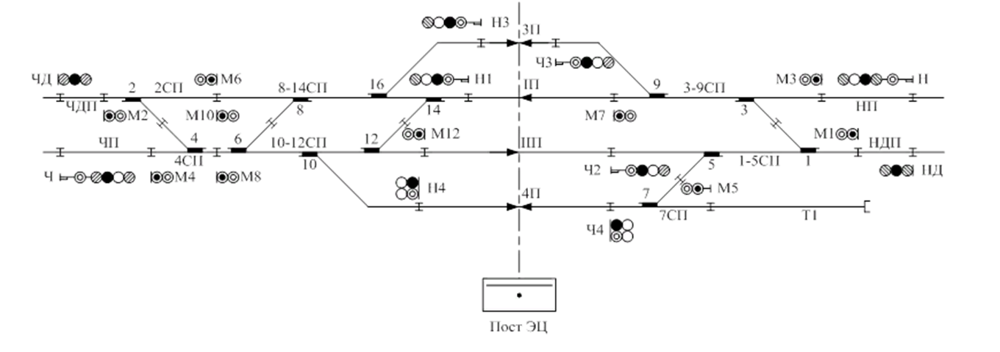 Н3
3П
Ч3
ЧД
2
2СП
М6
8-14СП
16
Н1
IП
9
3-9СП
М3
Н
ЧДП
М2
М10
8
14
М7
3
НП
ЧП
4
6
10-12СП
12
М12
IIП
М1
НДП
4СП
10
5
1-5СП
1
Ч
М4
М8
Н4
4П
Ч2
7
М5
НД
7СП
Т1
Ч4
Пост ЭЦ